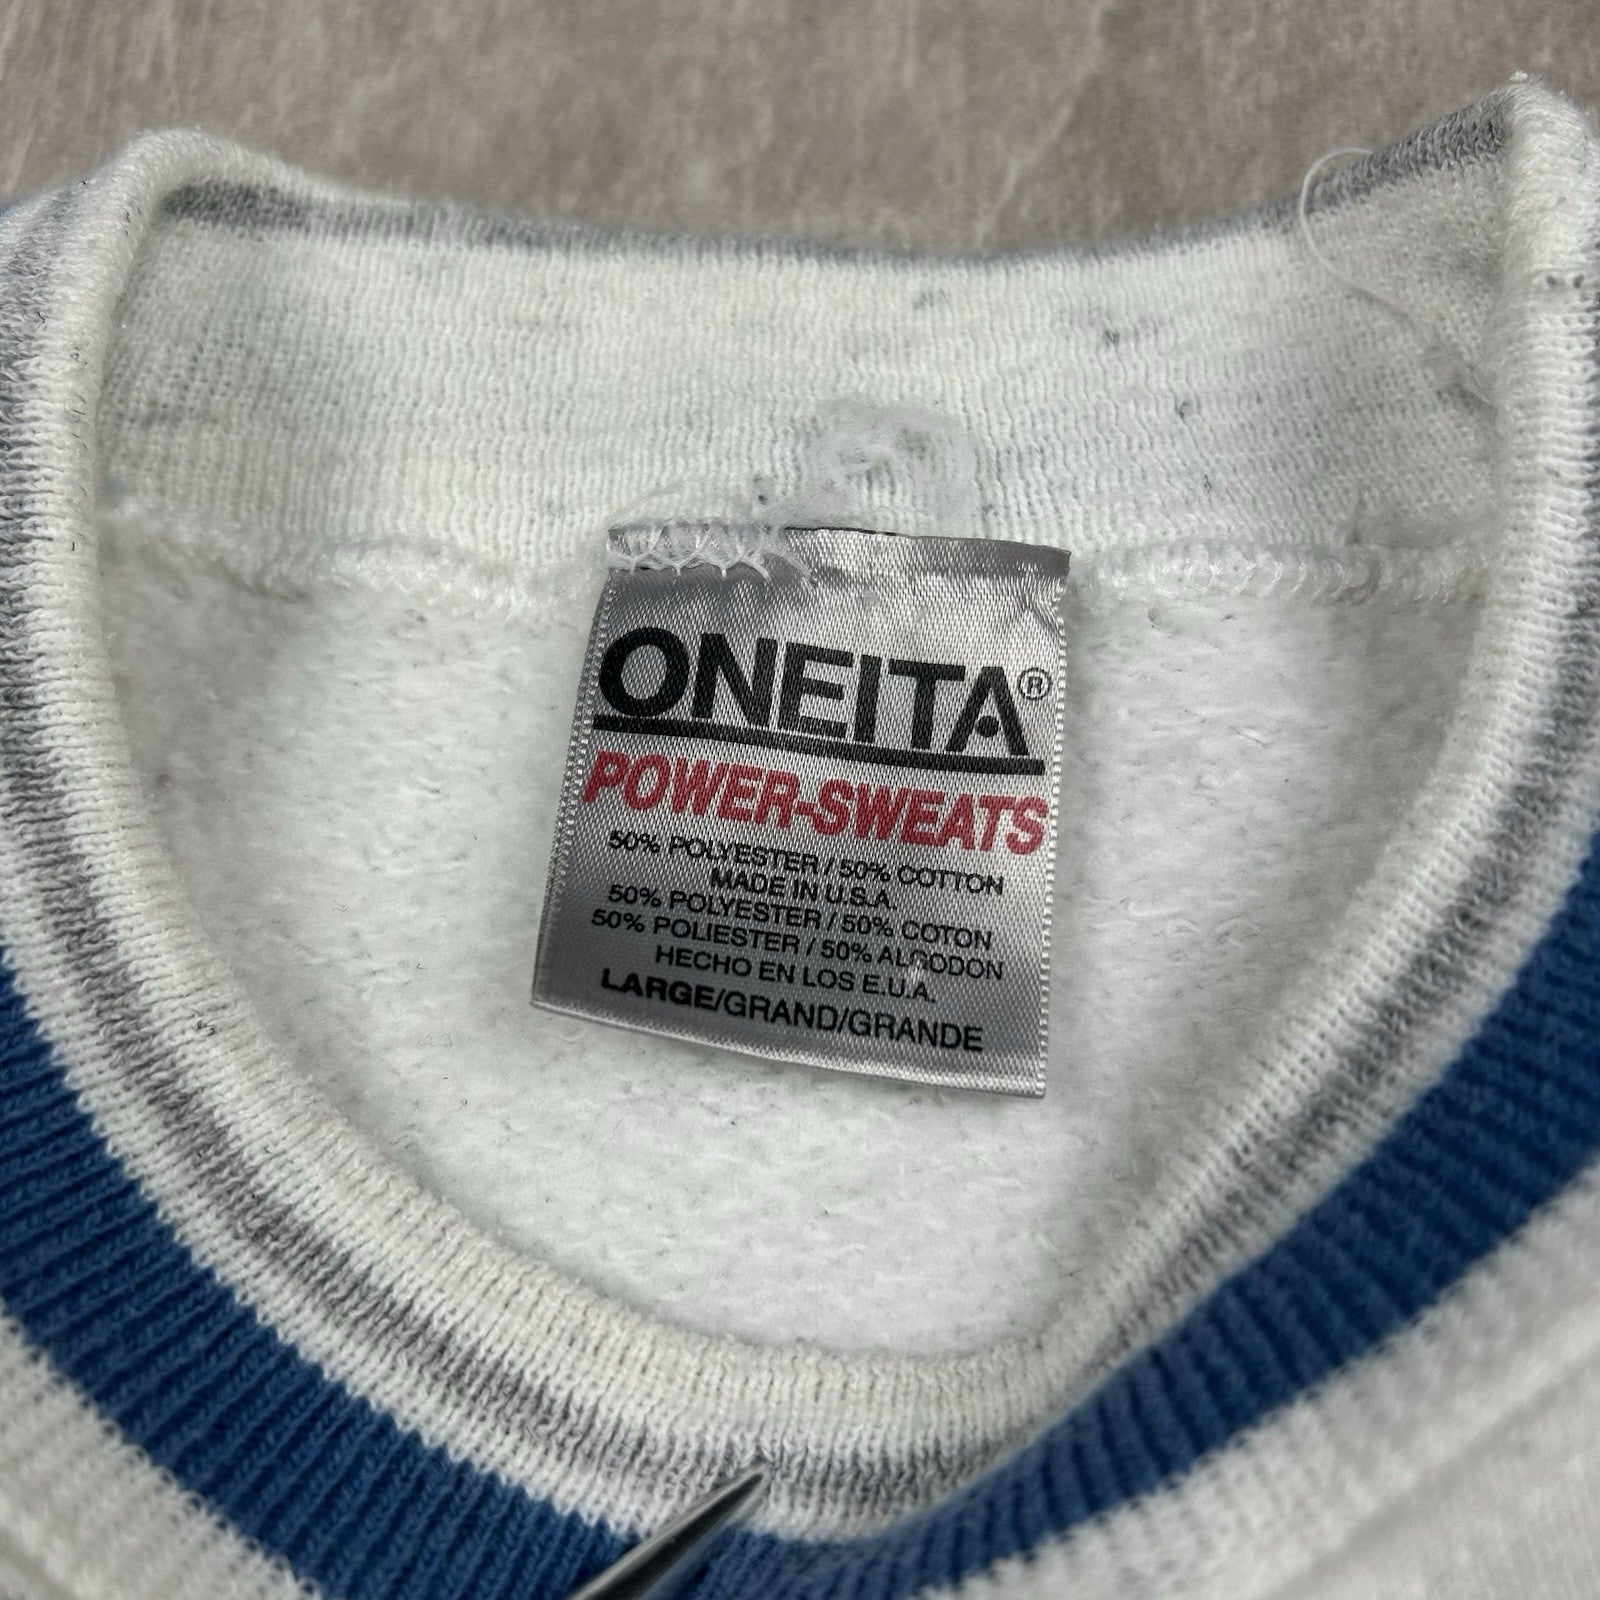 ONEITA®
POWER-SWEATS
50% POLYESTER / 50% COTTON
MADE IN U.S.A.
50% POLYESTER / 50% COTON
50% POLIESTER / 50% ALGODON
HECHO EN LOS E.U.A.
LARGE/GRAND/GRANDE